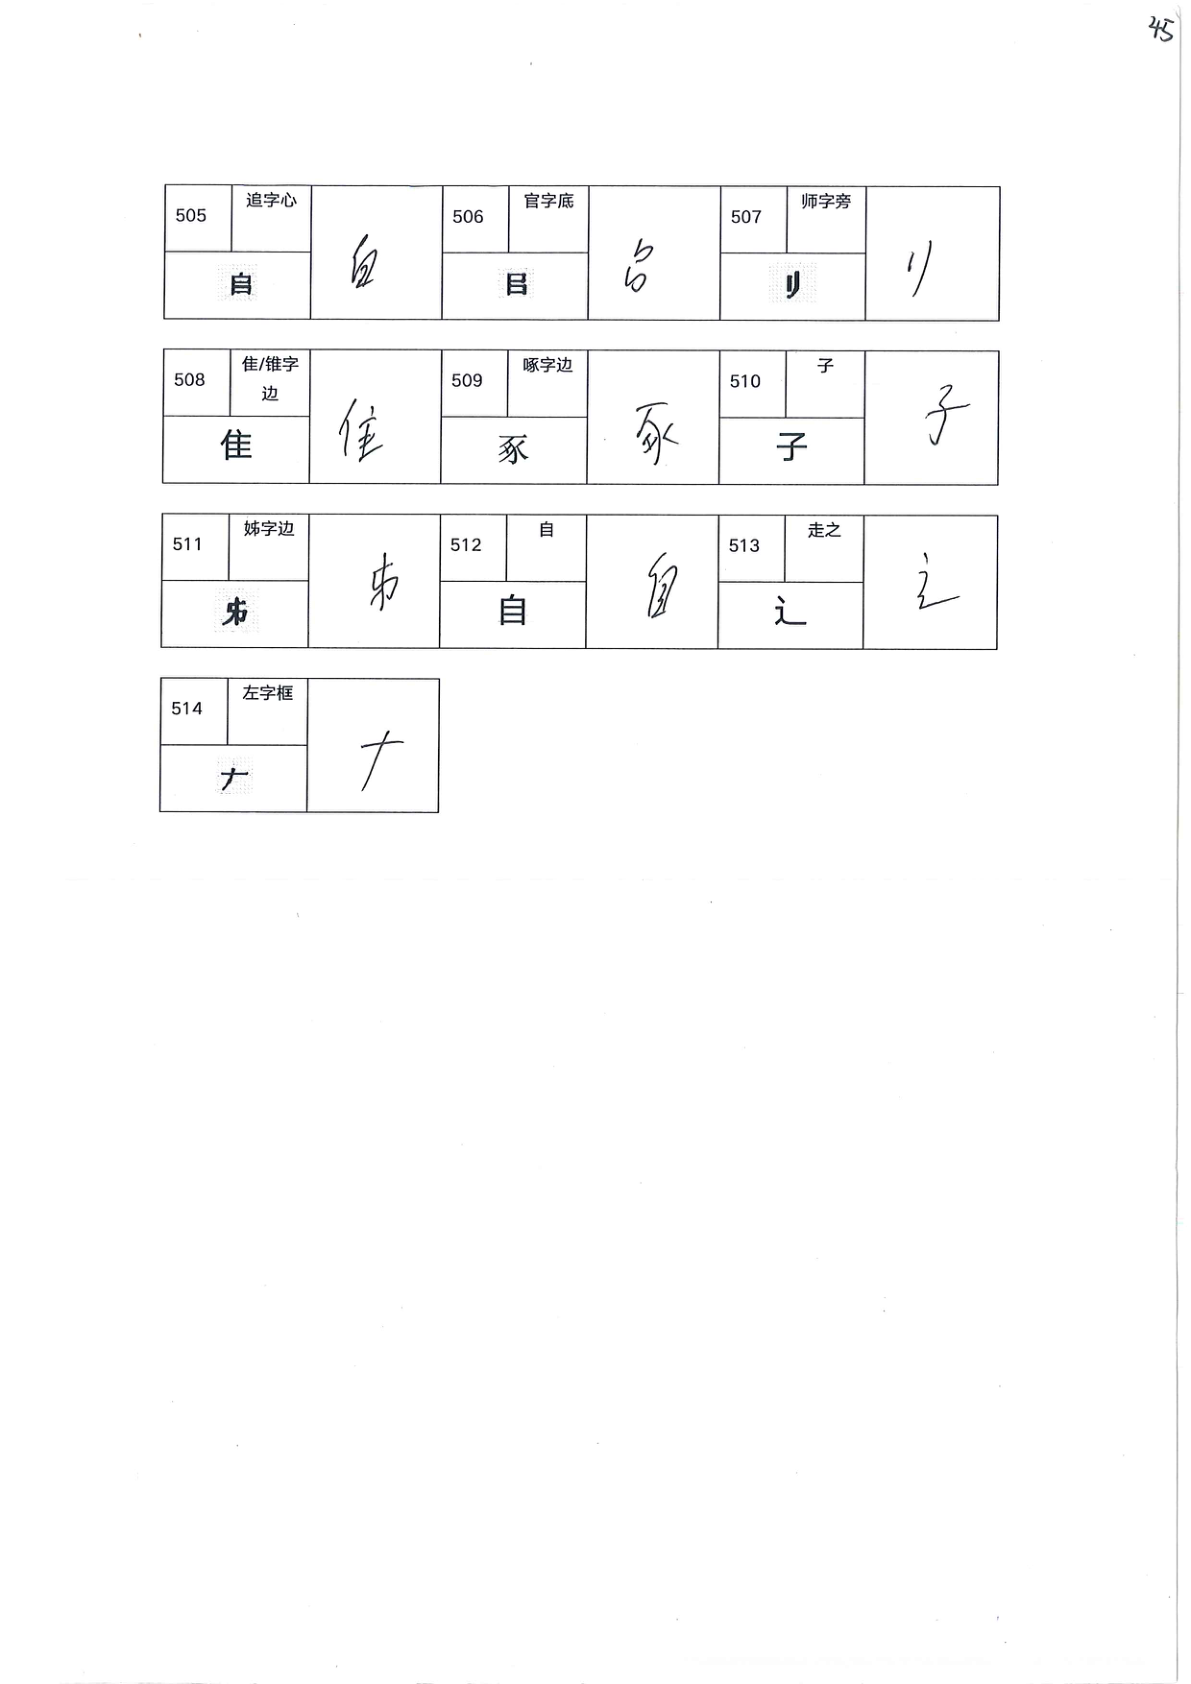 45
505 追字心 𠂤 𠂤
506 官字底 㠯 㠯
507 师字旁 刂 刂
508 隹/锥字边 隹 隹
509 啄字边 豖 豖
510 子 子 子
511 姊字边 𠂔 𠂔
512 自 自 自
513 走之 辶 辶
514 左字框 𠂇 𠂇